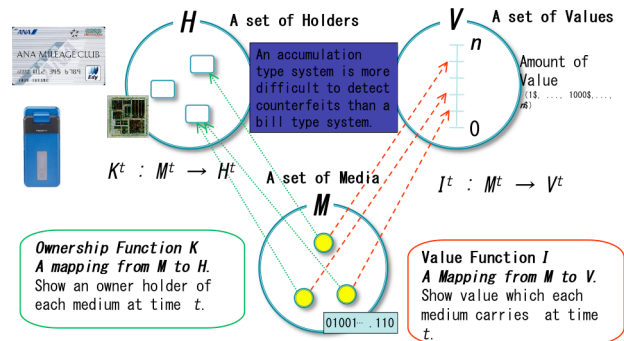 H
A set of Holders
V
A set of Values
ANA
ANA MILEAGE CLUB
Edy
An accumulation
type system is more
difficult to detect
counterfeits than a
bill type system.
n
0
Amount of
Value
(1$, .... 1000$....,
n$)
Kᵗ : Mᵗ → Hᵗ
A set of Media
M
Iᵗ : Mᵗ → Vᵗ
Ownership Function K
A mapping from M to H.
Show an owner holder of
each medium at time t.
01001… .110
Value Function I
A Mapping from M to V.
Show value which each
medium carries at time
t.